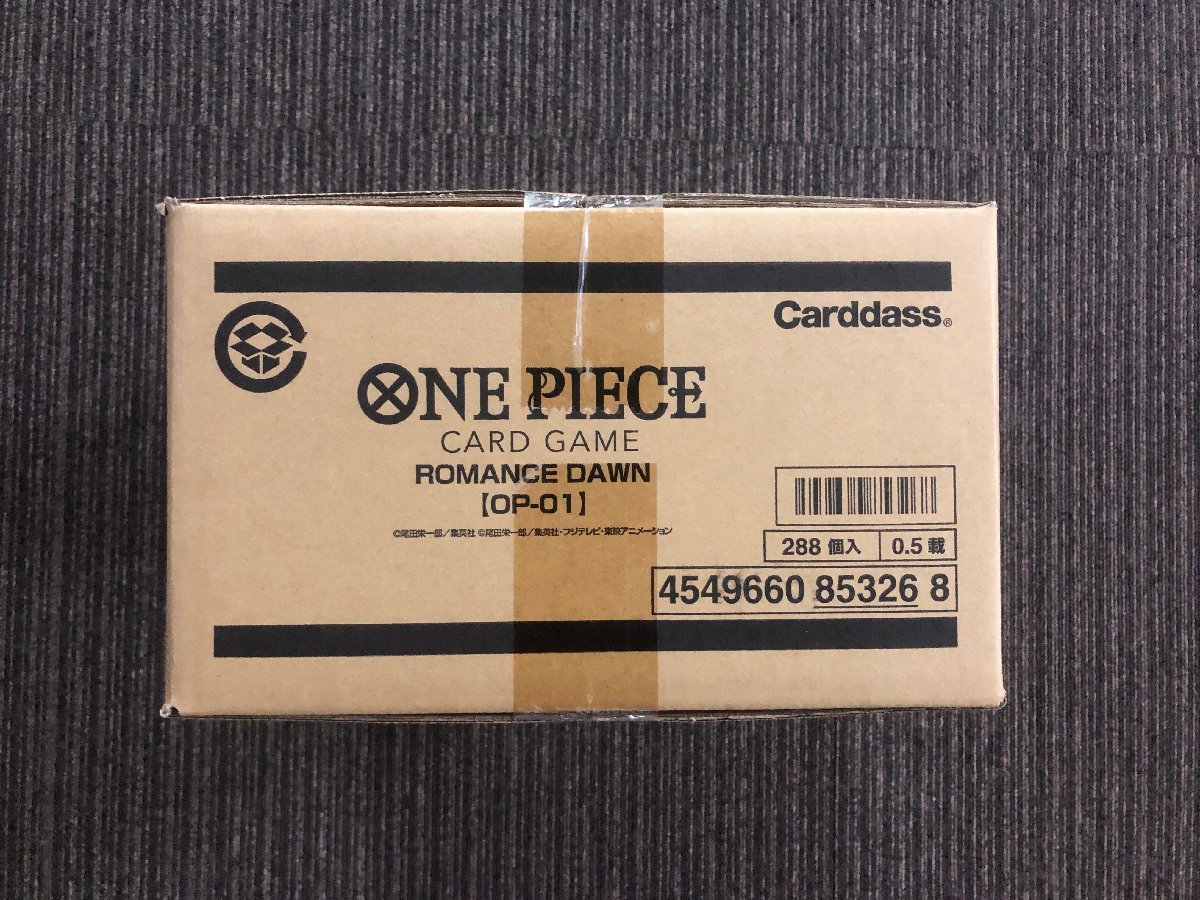 Carddass®
ONE PIECE
CARD GAME
ROMANCE DAWN
【OP-01】
©尾田栄一郎／集英社 ©尾田栄一郎／集英社・フジテレビ・東映アニメーション
288 個入 0.5 載
4549660 85326 8